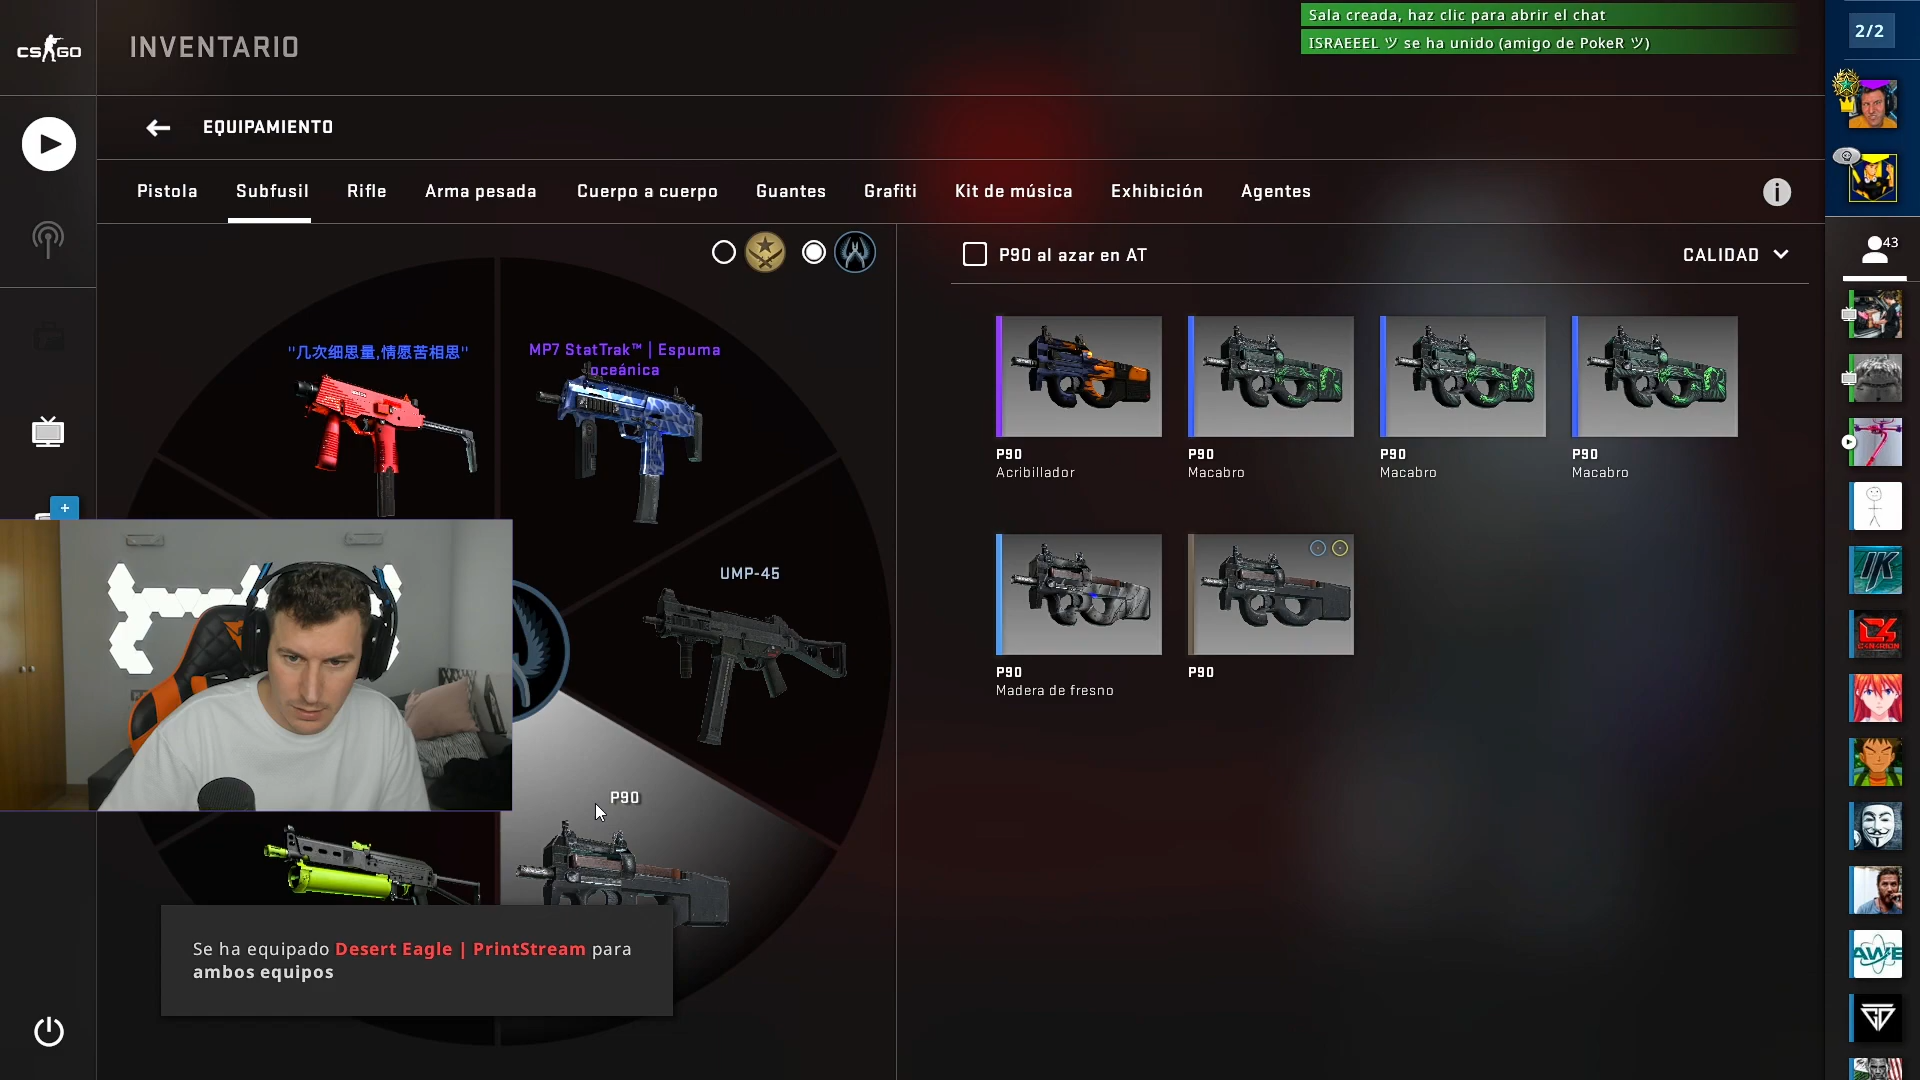 CS GO
INVENTARIO
Sala creada, haz clic para abrir el chat
ISRAEEEL ツ se ha unido (amigo de PokeR ツ)
2/2
EQUIPAMIENTO
Pistola
Subfusil
Rifle
Arma pesada
Cuerpo a cuerpo
Guantes
Grafiti
Kit de música
Exhibición
Agentes
P90 al azar en AT
CALIDAD
43
"几次细思量,情愿苦相思"
MP7 StatTrak™ | Espuma
oceánica
P90
Acribillador
P90
Macabro
P90
Macabro
P90
Macabro
UMP-45
P90
Madera de fresno
P90
P90
Se ha equipado Desert Eagle | PrintStream para
ambos equipos
AWE